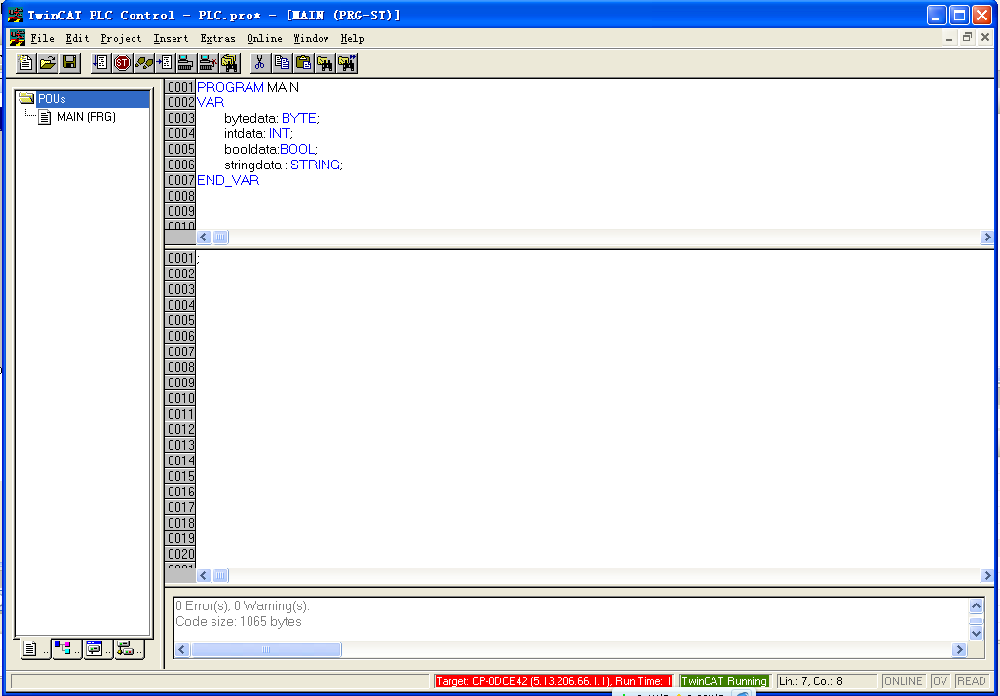 TwinCAT PLC Control - PLC.pro* - [MAIN (PRG-ST)]
File Edit Project Insert Extras Online Window Help
POUs
MAIN (PRG)
0001 PROGRAM MAIN
0002 VAR
0003 bytedata: BYTE;
0004 intdata: INT;
0005 booldata:BOOL;
0006 stringdata : STRING;
0007 END_VAR
0008
0009
0010
0001 ;
0002
0003
0004
0005
0006
0007
0008
0009
0010
0011
0012
0013
0014
0015
0016
0017
0018
0019
0020
0 Error(s), 0 Warning(s).
Code size: 1065 bytes
Target: CP-0DCE42 (5.13.206.66.1.1), Run Time: 1 TwinCAT Running Lin.: 7, Col.: 8 ONLINE OV READ